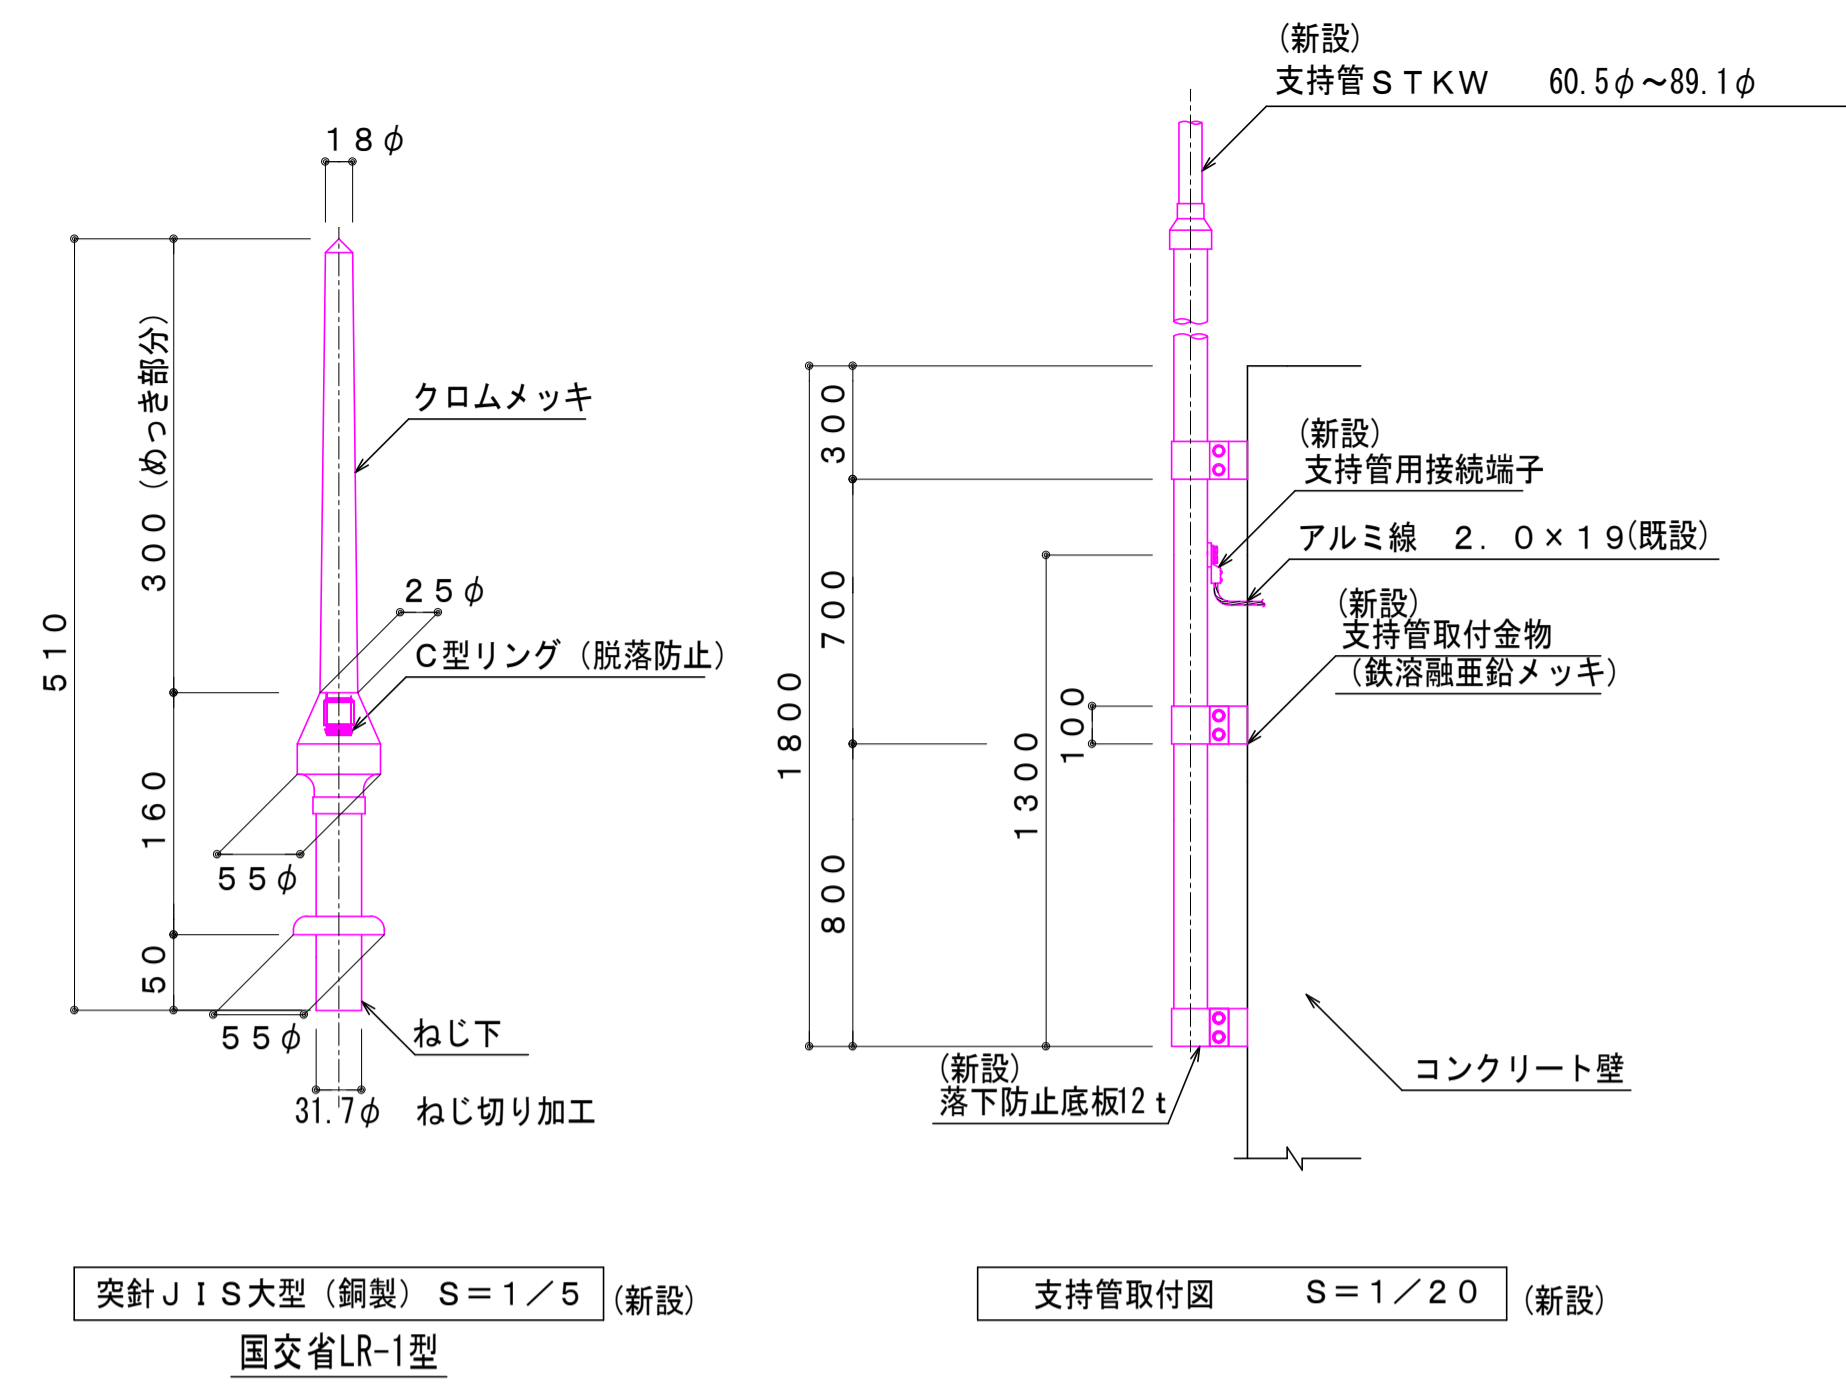 18φ
510
300(めっき部分)
クロムメッキ
25φ
C型リング(脱落防止)
160
55φ
50
55φ
ねじ下
31.7φ ねじ切り加工
突針JIS大型(銅製) S=1/5 (新設)
国交省LR-1型
(新設)
支持管STKW 60.5φ~89.1φ
300
(新設)
支持管用接続端子
アルミ線 2.0×19(既設)
700
(新設)
支持管取付金物
(鉄溶融亜鉛メッキ)
1800
100
1300
800
(新設)
落下防止底板12t
コンクリート壁
支持管取付図 S=1/20 (新設)